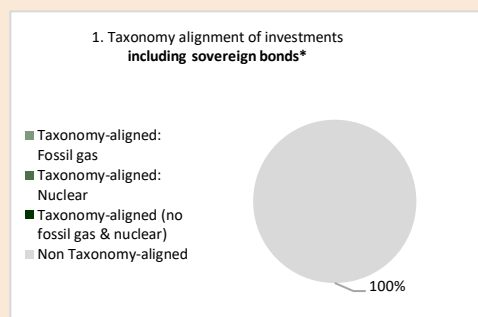 1. Taxonomy alignment of investments
including sovereign bonds*
Taxonomy-aligned:
Fossil gas
Taxonomy-aligned:
Nuclear
Taxonomy-aligned (no
fossil gas & nuclear)
Non Taxonomy-aligned
100%